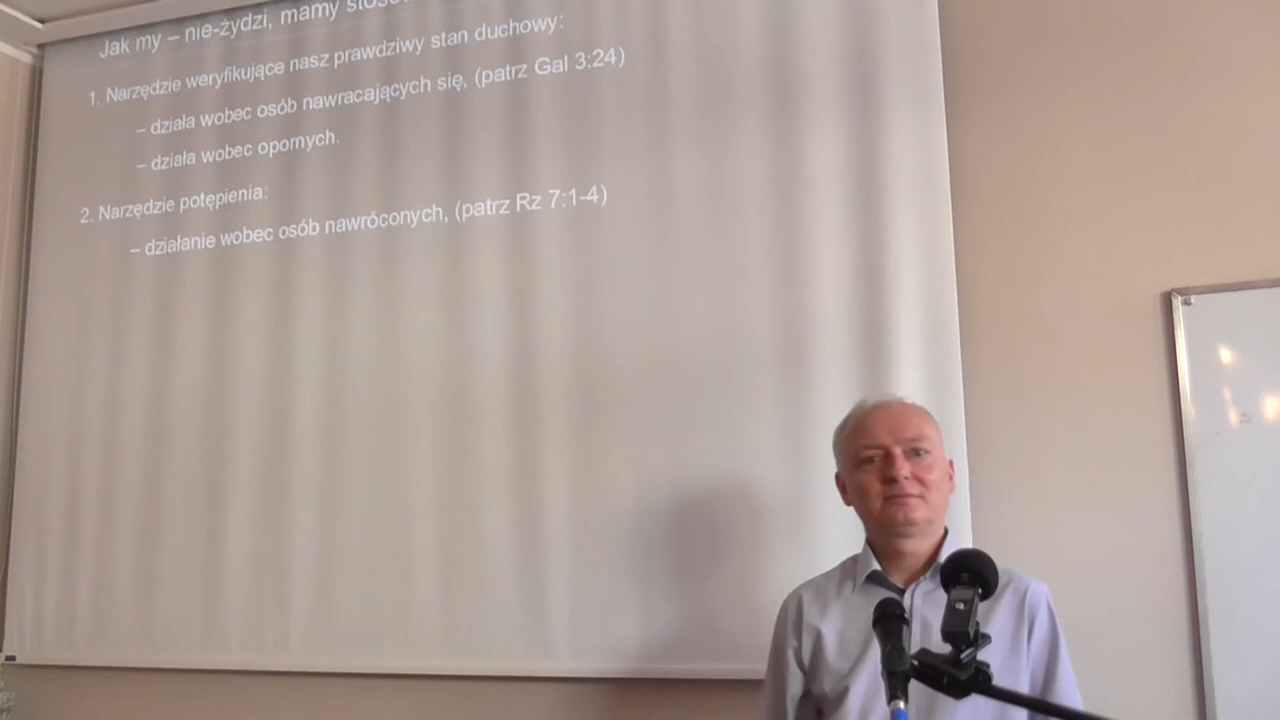 Jak my – nie-żydzi, mamy
1. Narzędzie weryfikujące nasz prawdziwy stan duchowy:
– działa wobec osób nawracających się, (patrz Gal 3:24)
– działa wobec opornych.
2. Narzędzie potępienia:
– działanie wobec osób nawróconych, (patrz Rz 7:1-4)